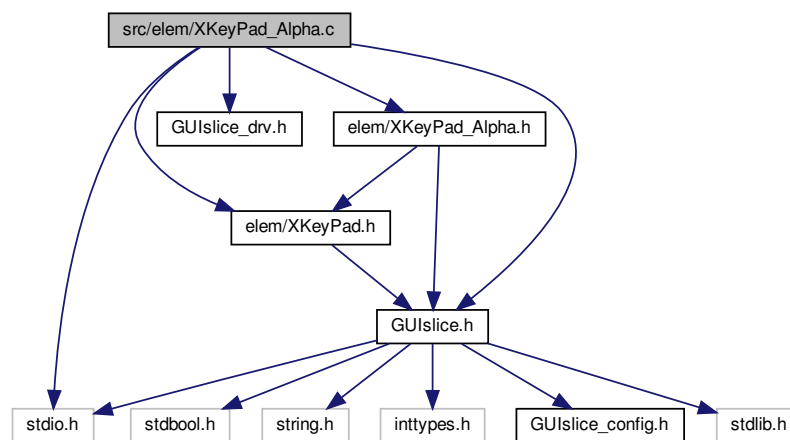 src/elem/XKeyPad_Alpha.c
GUIslice_drv.h
elem/XKeyPad_Alpha.h
elem/XKeyPad.h
GUIslice.h
stdio.h
stdbool.h
string.h
inttypes.h
GUIslice_config.h
stdlib.h